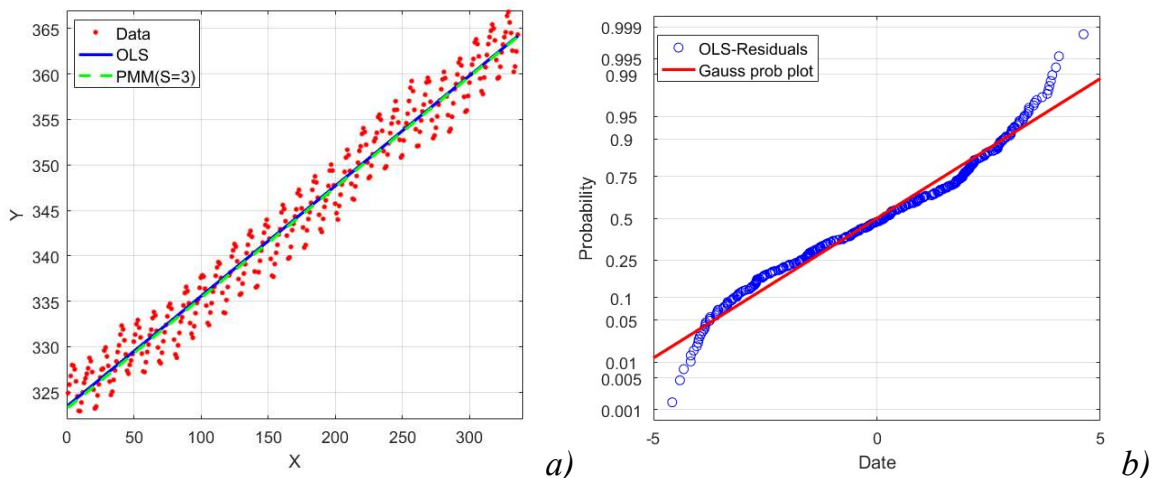 Data
OLS
PMM(S=3)
365
360
355
350
345
340
335
330
325
Y
0 50 100 150 200 250 300
X
a)
OLS-Residuals
Gauss prob plot
0.999
0.995
0.99
0.95
0.9
0.75
0.5
0.25
0.1
0.05
0.01
0.005
0.001
Probability
-5 0 5
Date
b)